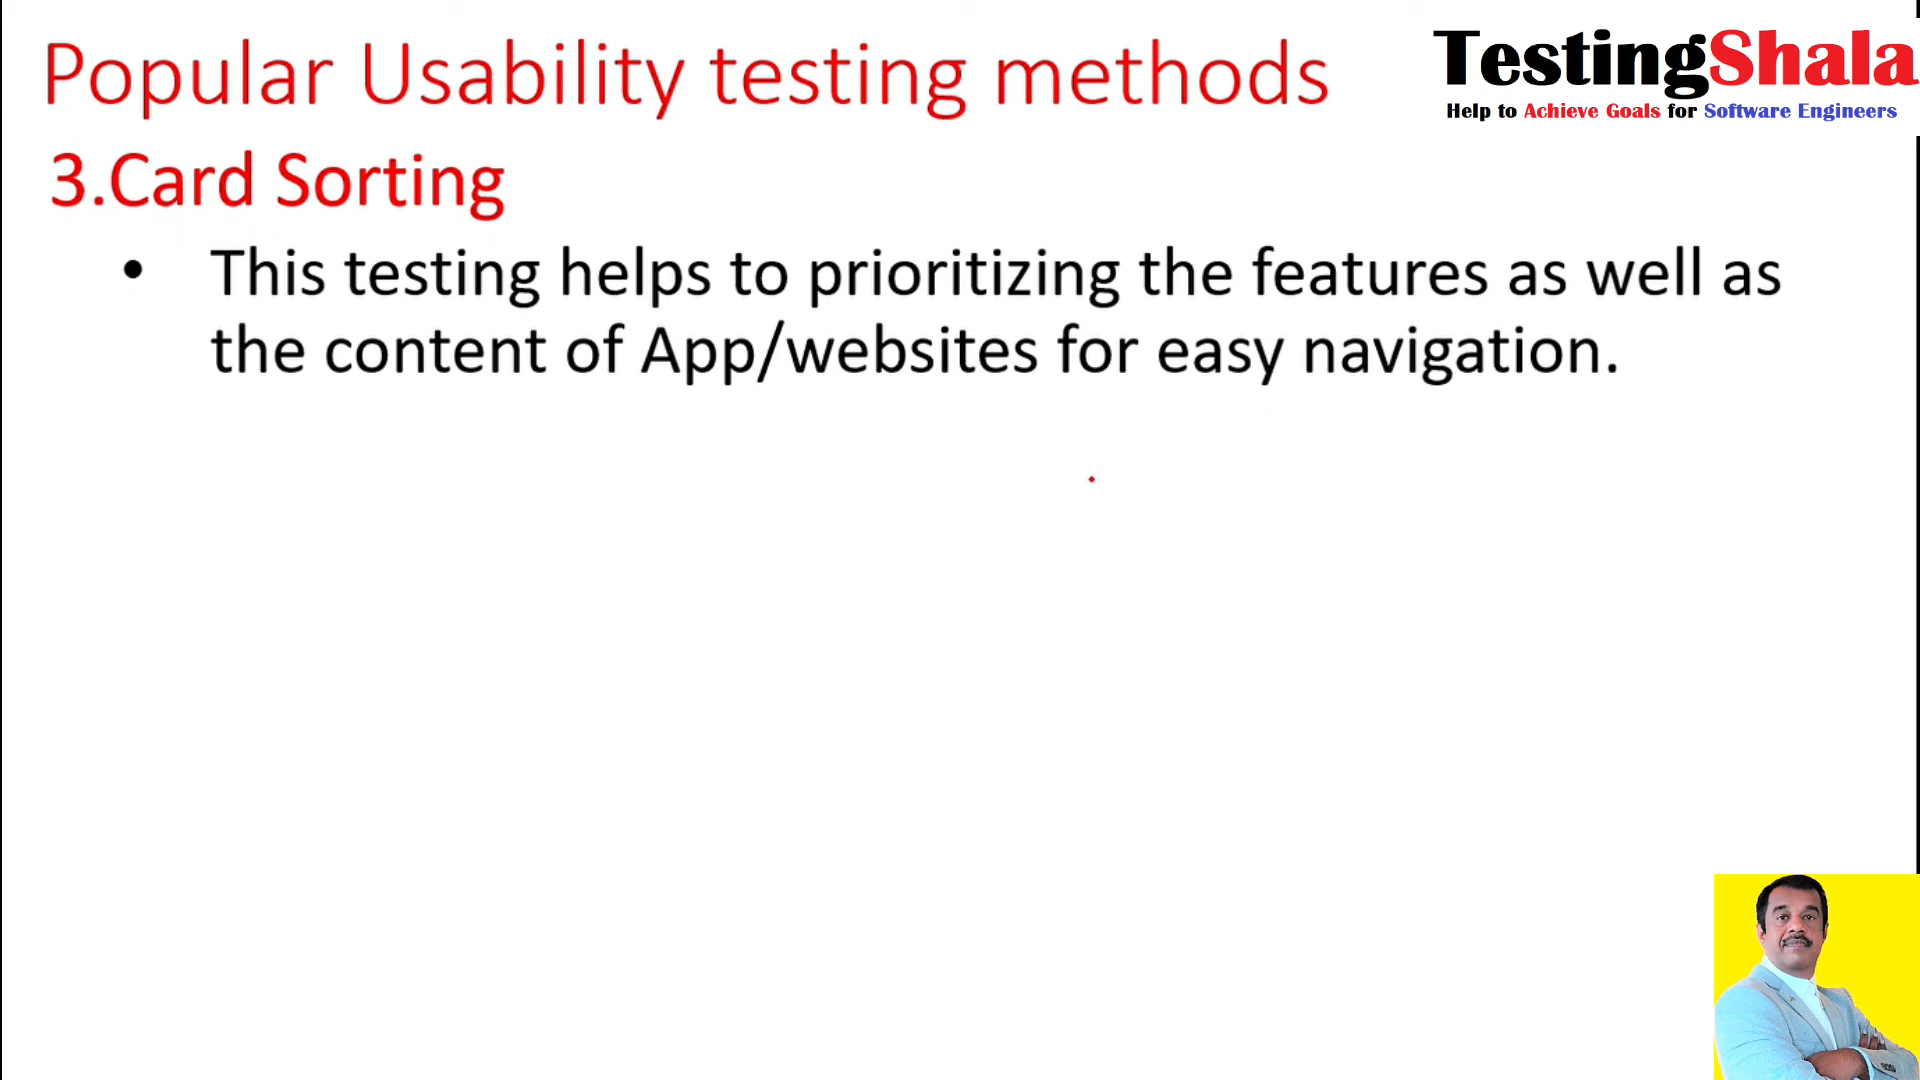 Popular Usability testing methods
TestingShala
Help to Achieve Goals for Software Engineers
3.Card Sorting
• This testing helps to prioritizing the features as well as
the content of App/websites for easy navigation.